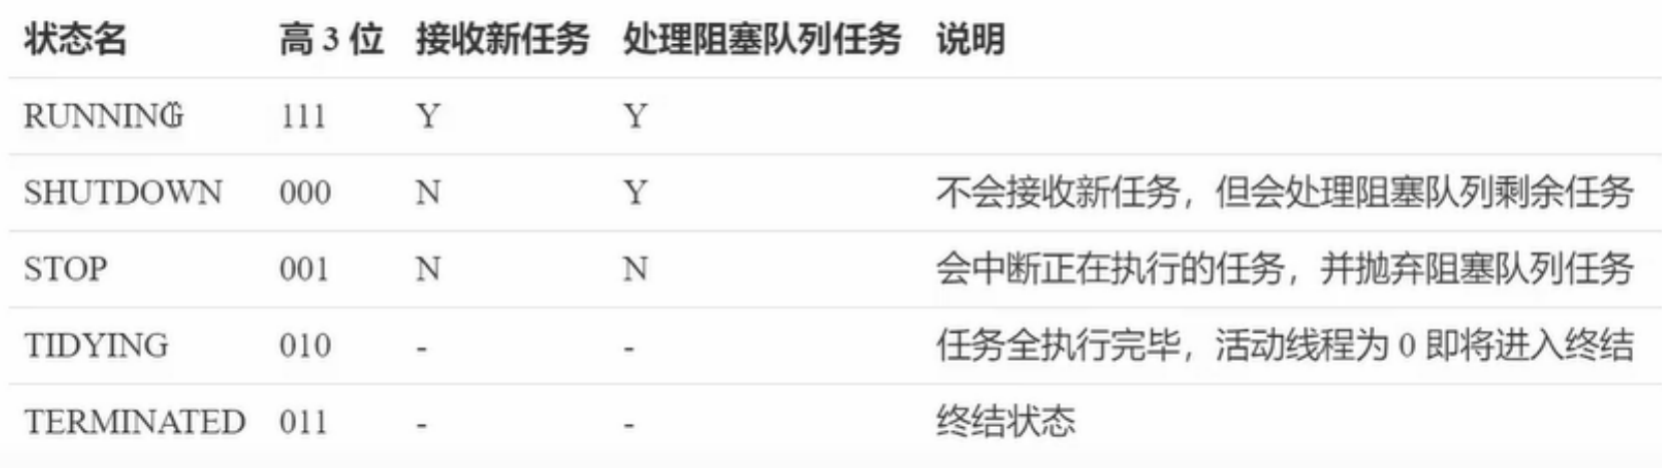 状态名 高 3 位 接收新任务 处理阻塞队列任务 说明
RUNNING 111 Y Y
SHUTDOWN 000 N Y 不会接收新任务，但会处理阻塞队列剩余任务
STOP 001 N N 会中断正在执行的任务，并抛弃阻塞队列任务
TIDYING 010 - - 任务全执行完毕，活动线程为 0 即将进入终结
TERMINATED 011 - - 终结状态